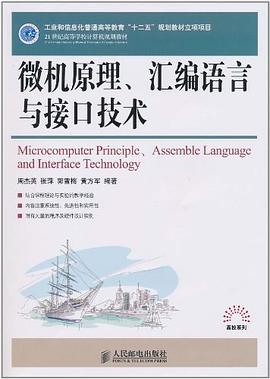 工业和信息化普通高等教育“十二五”规划教材立项项目
21世纪高等学校计算机规划教材
微机原理、汇编语言
与接口技术
Microcomputer Principle、Assemble Language
and Interface Technology
周杰英 张萍 郭雪梅 黄方军 编著
高校系列
人民邮电出版社